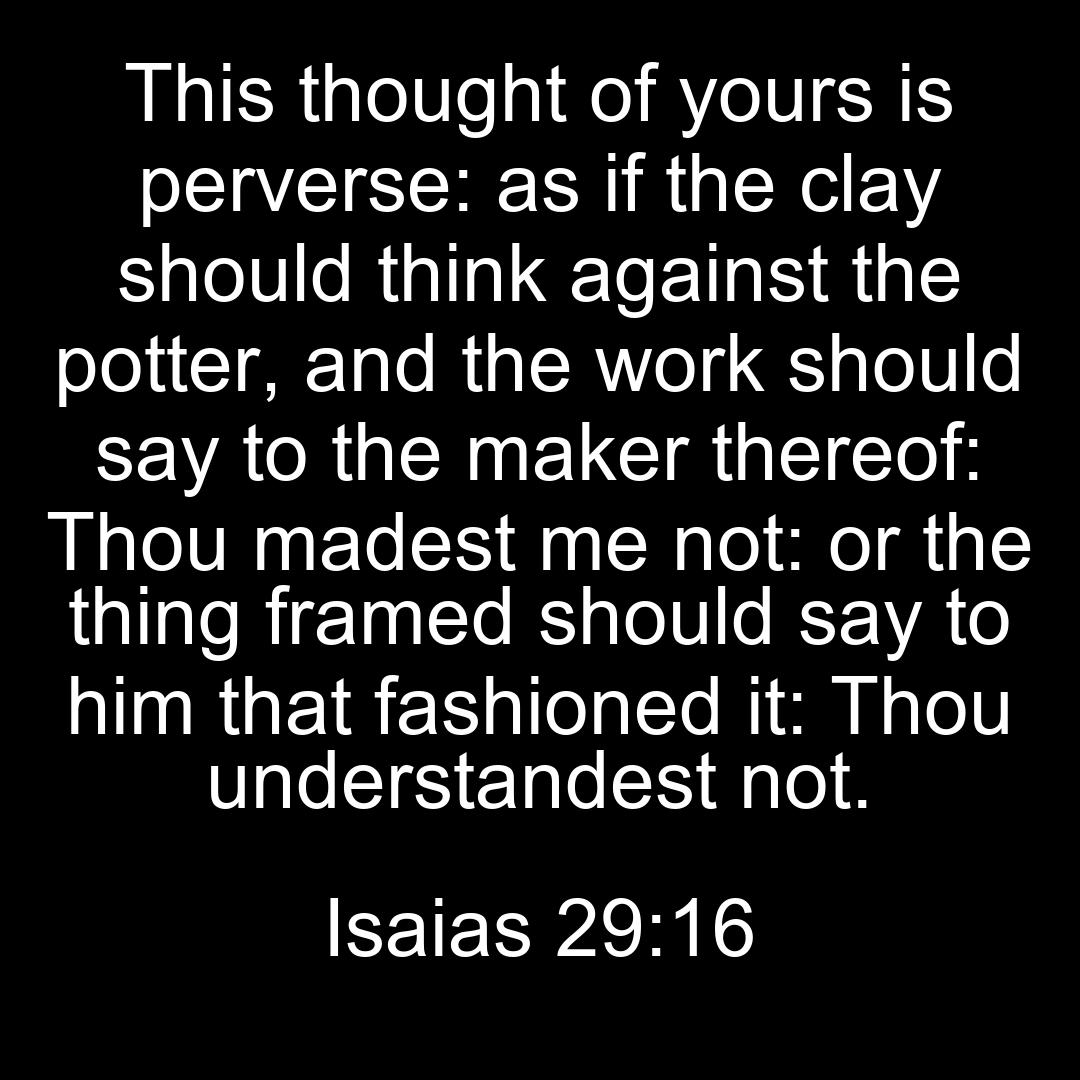 This thought of yours is
perverse: as if the clay
should think against the
potter, and the work should
say to the maker thereof:
Thou madest me not: or the
thing framed should say to
him that fashioned it: Thou
understandest not.
Isaias 29:16